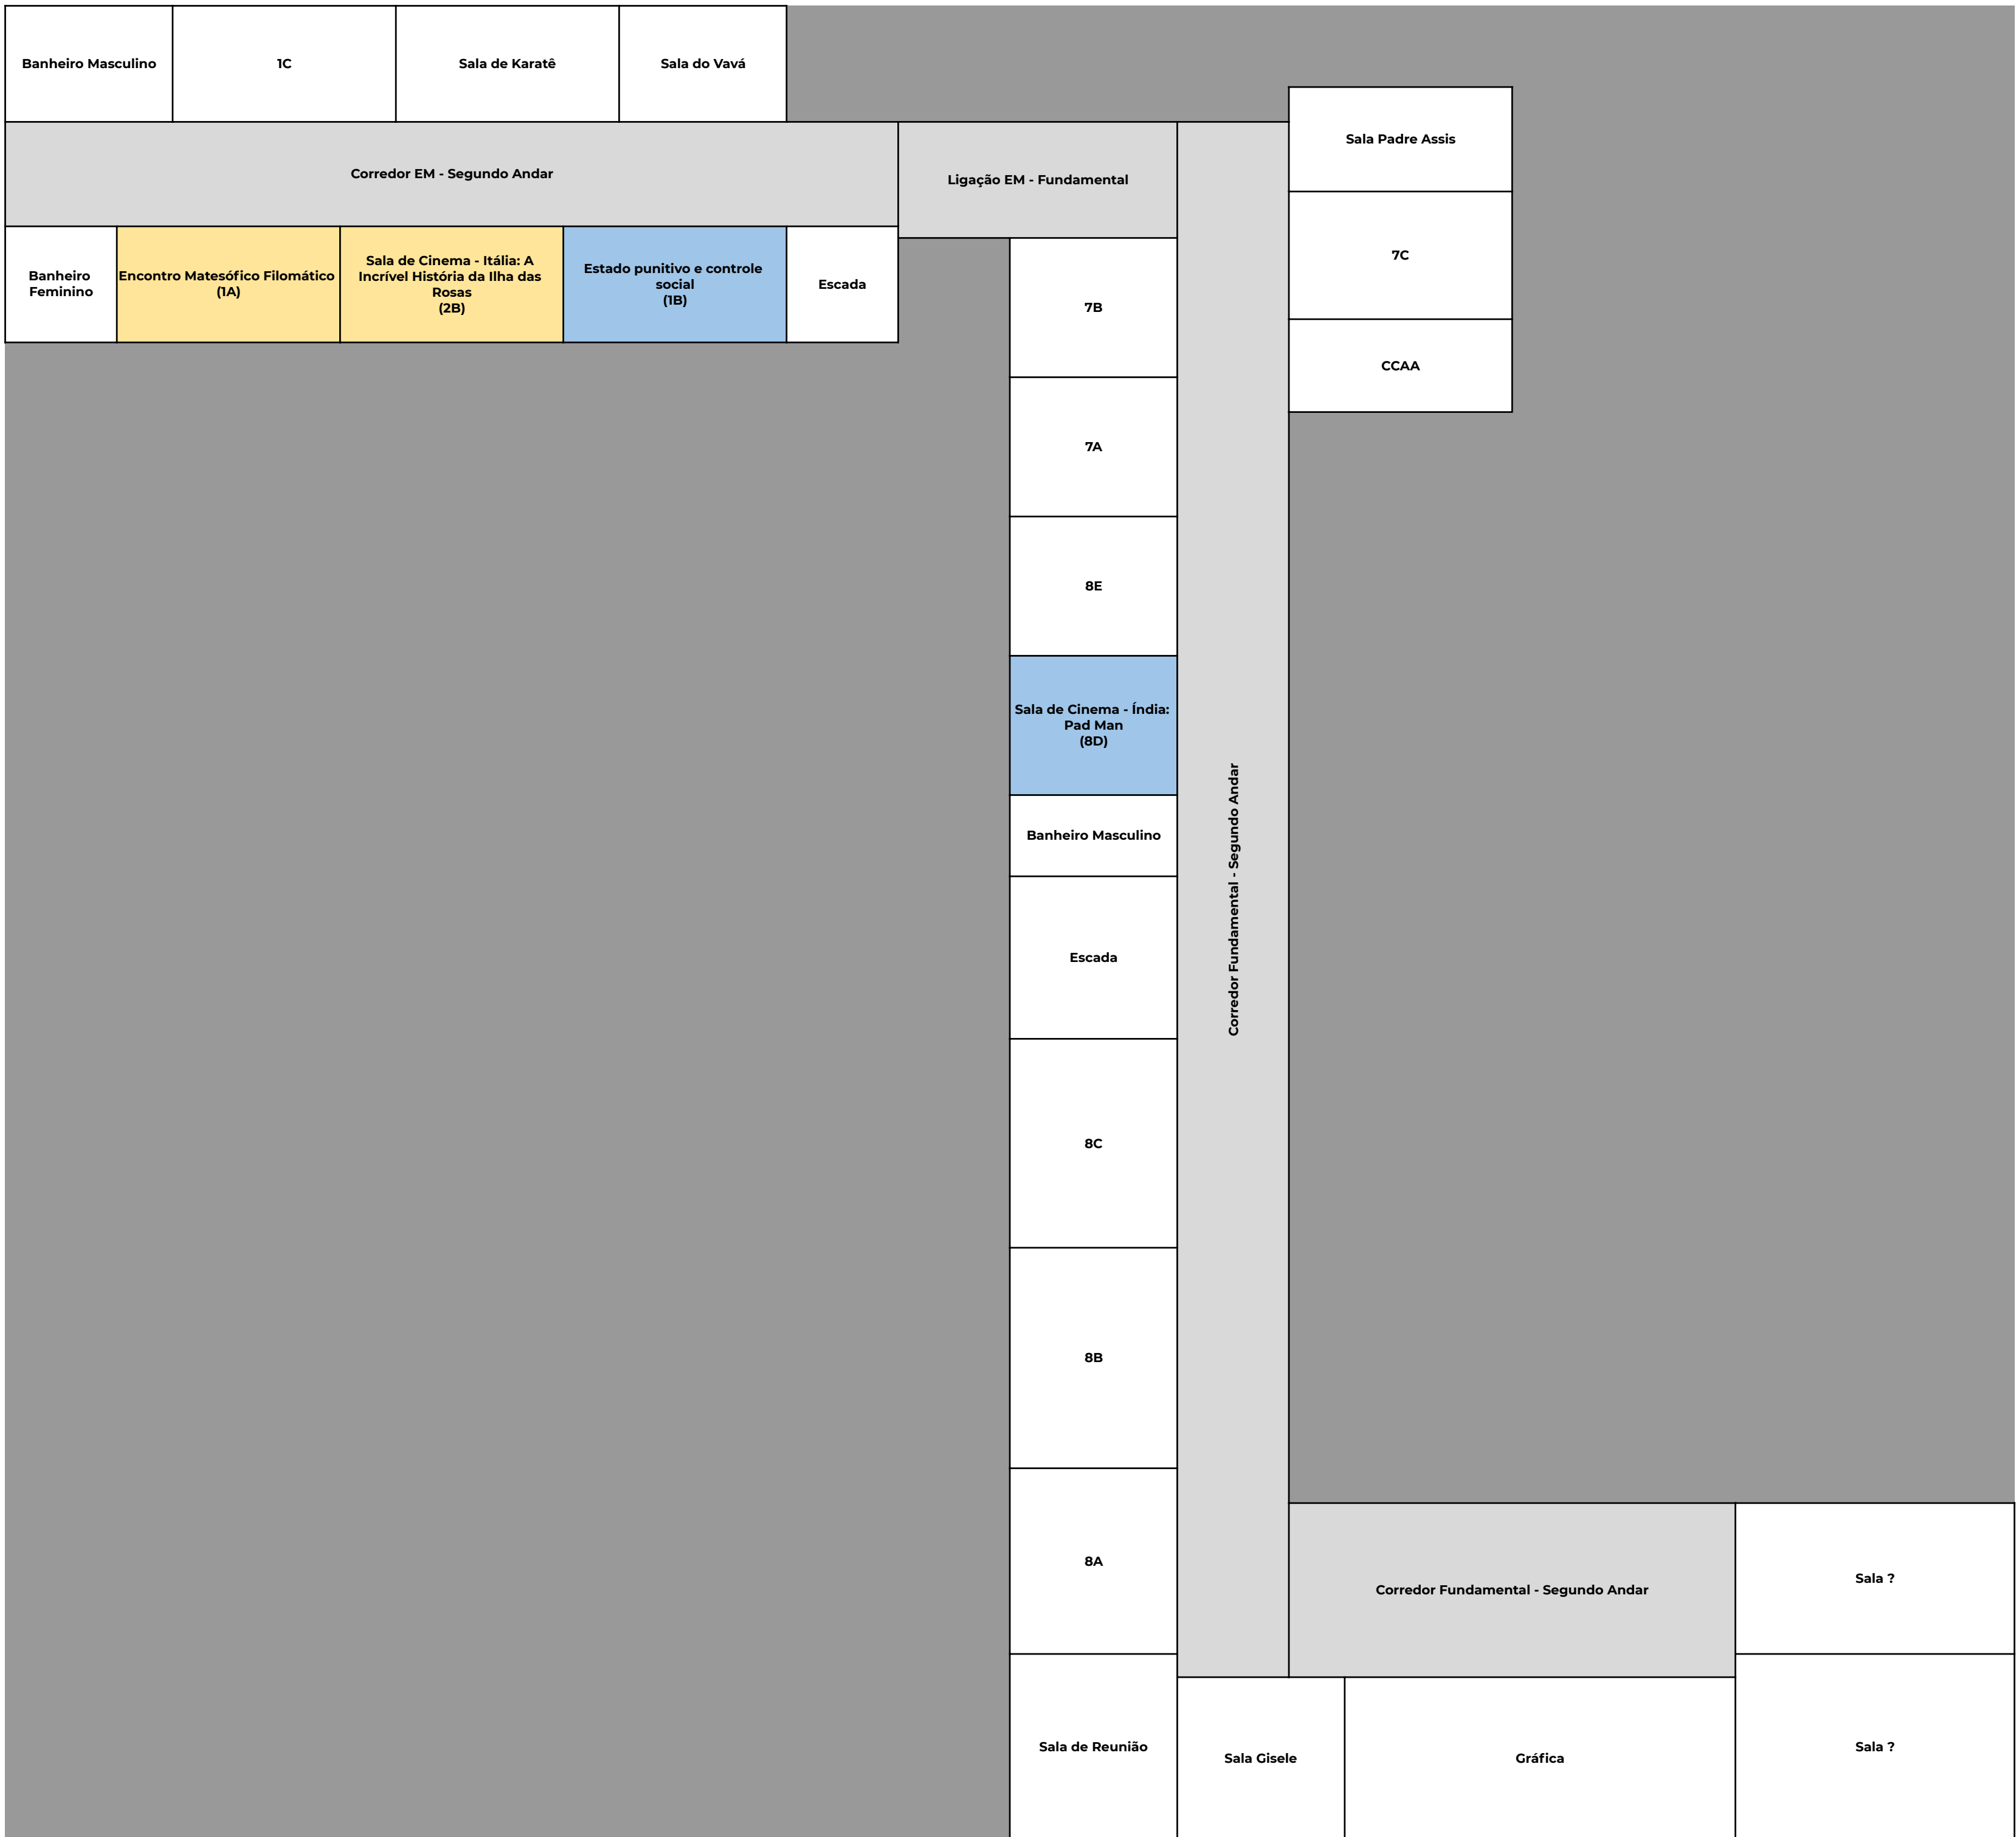 Banheiro Masculino
1C
Sala de Karatê
Sala do Vavá
Sala Padre Assis
Corredor EM - Segundo Andar
Ligação EM - Fundamental
7C
Banheiro
Feminino
Encontro Matesófico Filomático
(1A)
Sala de Cinema - Itália: A
Incrível História da Ilha das
Rosas
(2B)
Estado punitivo e controle
social
(1B)
Escada
7B
CCAA
7A
8E
Sala de Cinema - Índia:
Pad Man
(8D)
Banheiro Masculino
Corredor Fundamental - Segundo Andar
Escada
8C
8B
8A
Corredor Fundamental - Segundo Andar
Sala ?
Sala de Reunião
Sala Gisele
Gráfica
Sala ?